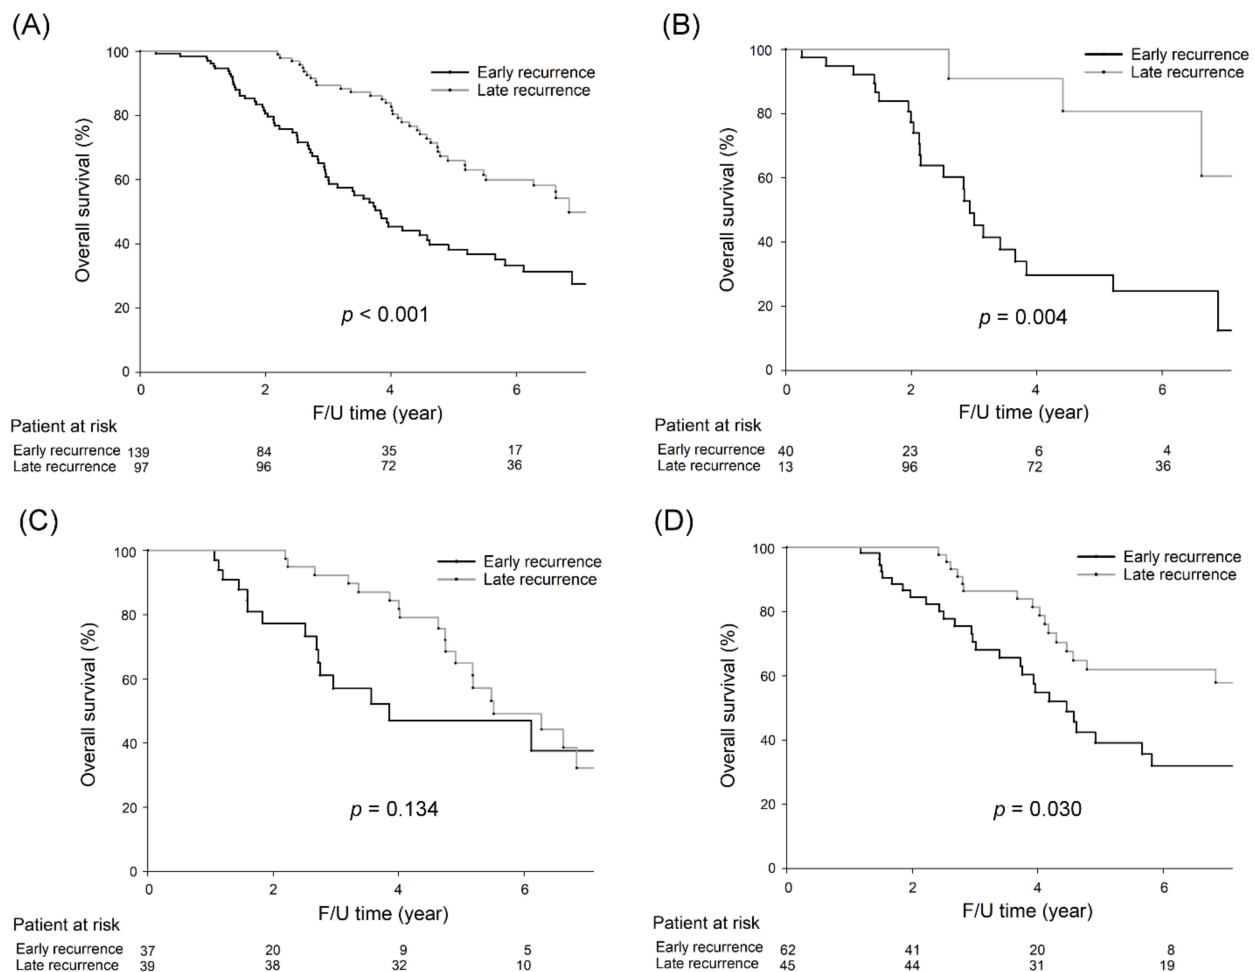 (A)
Overall survival (%)
100
80
60
40
20
0
Early recurrence
Late recurrence
p < 0.001
0 2 4 6
F/U time (year)
Patient at risk
Early recurrence 139 84 35 17
Late recurrence 97 96 72 36
(B)
Overall survival (%)
100
80
60
40
20
0
Early recurrence
Late recurrence
p = 0.004
0 2 4 6
F/U time (year)
Patient at risk
Early recurrence 40 23 6 4
Late recurrence 13 96 72 36
(C)
Overall survival (%)
100
80
60
40
20
0
Early recurrence
Late recurrence
p = 0.134
0 2 4 6
F/U time (year)
Patient at risk
Early recurrence 37 20 9 5
Late recurrence 39 38 32 10
(D)
Overall survival (%)
100
80
60
40
20
0
Early recurrence
Late recurrence
p = 0.030
0 2 4 6
F/U time (year)
Patient at risk
Early recurrence 62 41 20 8
Late recurrence 45 44 31 19